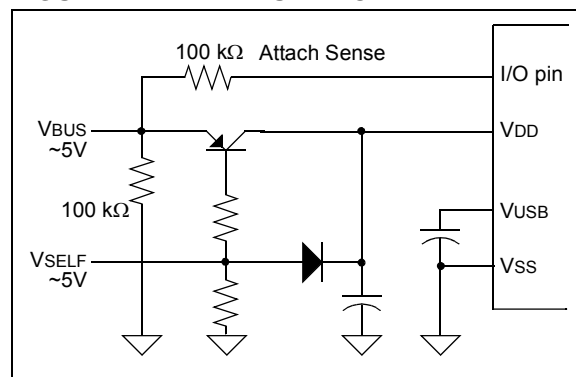 100 kΩ Attach Sense
I/O pin
VBUS
~5V
VDD
100 kΩ
VUSB
VSELF
~5V
VSS